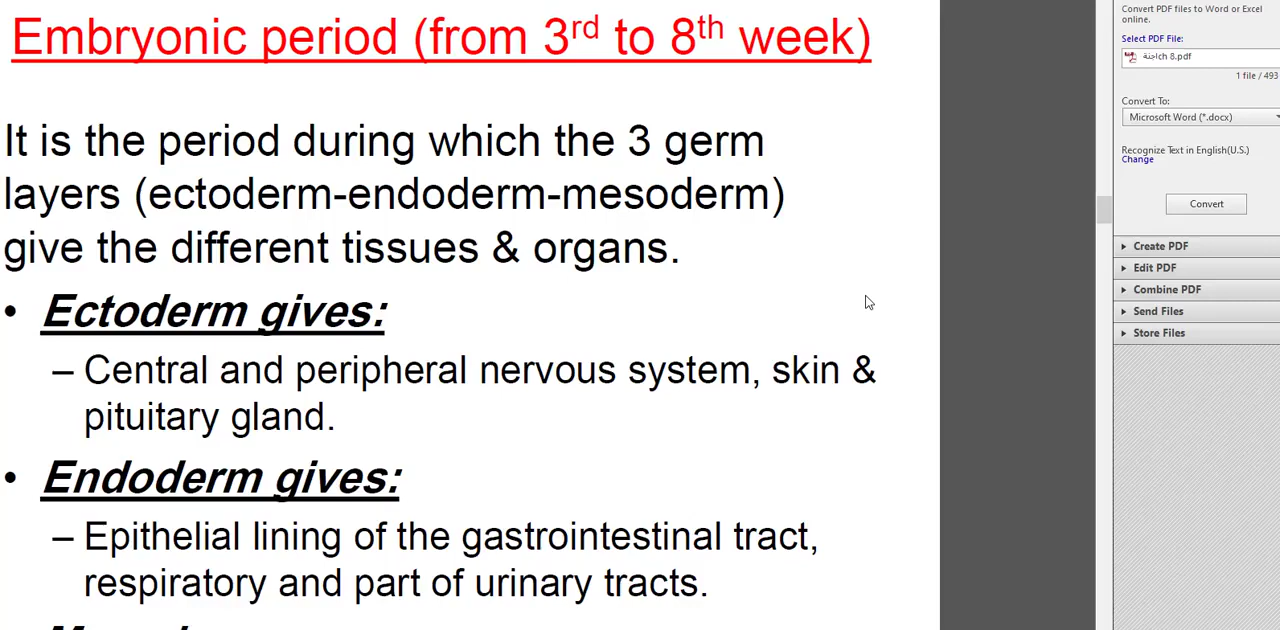 Embryonic period (from 3rd to 8th week)
It is the period during which the 3 germ
layers (ectoderm-endoderm-mesoderm)
give the different tissues & organs.
• Ectoderm gives:
– Central and peripheral nervous system, skin &
pituitary gland.
• Endoderm gives:
– Epithelial lining of the gastrointestinal tract,
respiratory and part of urinary tracts.
Convert PDF files to Word or Excel
online.
Select PDF File:
اجنة ch 8.pdf
1 file / 493
Convert To:
Microsoft Word (*.docx)
Recognize Text in English(U.S.)
Change
Convert
Create PDF
Edit PDF
Combine PDF
Send Files
Store Files